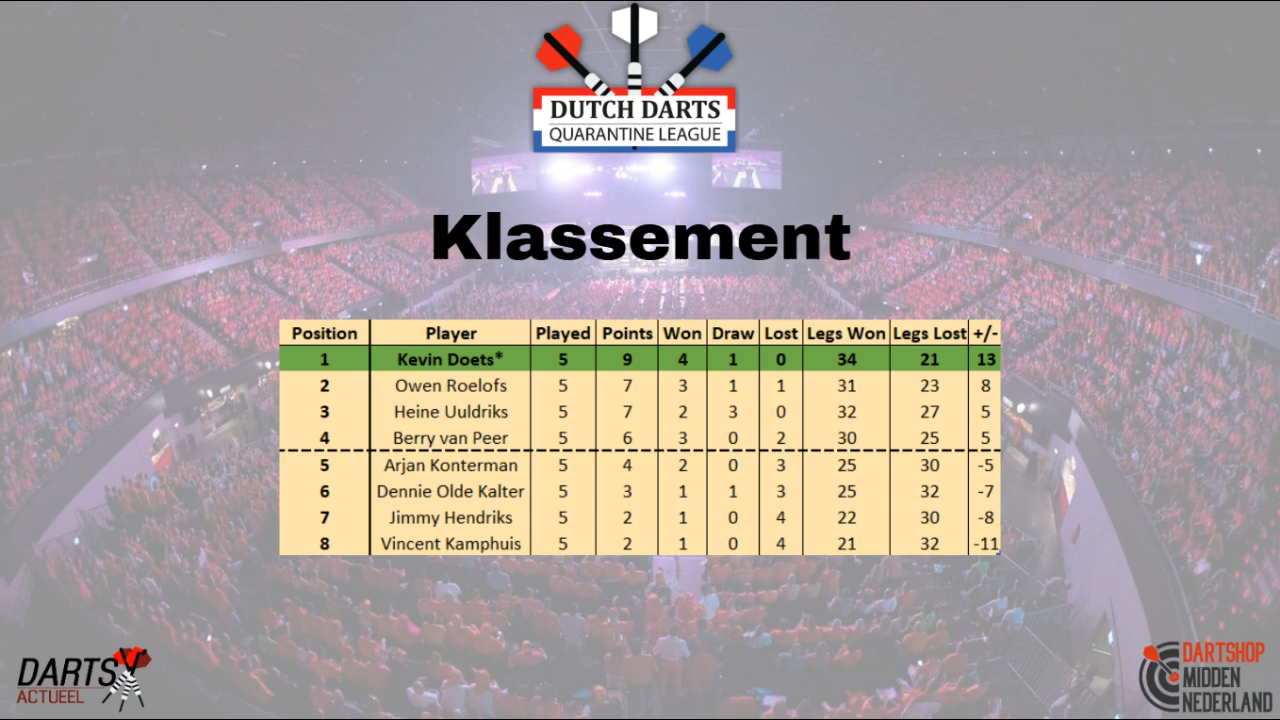 DUTCH DARTS
QUARANTINE LEAGUE
Klassement
Position Player Played Points Won Draw Lost Legs Won Legs Lost +/-
1 Kevin Doets* 5 9 4 1 0 34 21 13
2 Owen Roelofs 5 7 3 1 1 31 23 8
3 Heine Uuldriks 5 7 2 3 0 32 27 5
4 Berry van Peer 5 6 3 0 2 30 25 5
5 Arjan Konterman 5 4 2 0 3 25 30 -5
6 Dennie Olde Kalter 5 3 1 1 3 25 32 -7
7 Jimmy Hendriks 5 2 1 0 4 22 30 -8
8 Vincent Kamphuis 5 2 1 0 4 21 32 -11
DARTS
ACTUEEL
DARTSHOP
MIDDEN
NEDERLAND